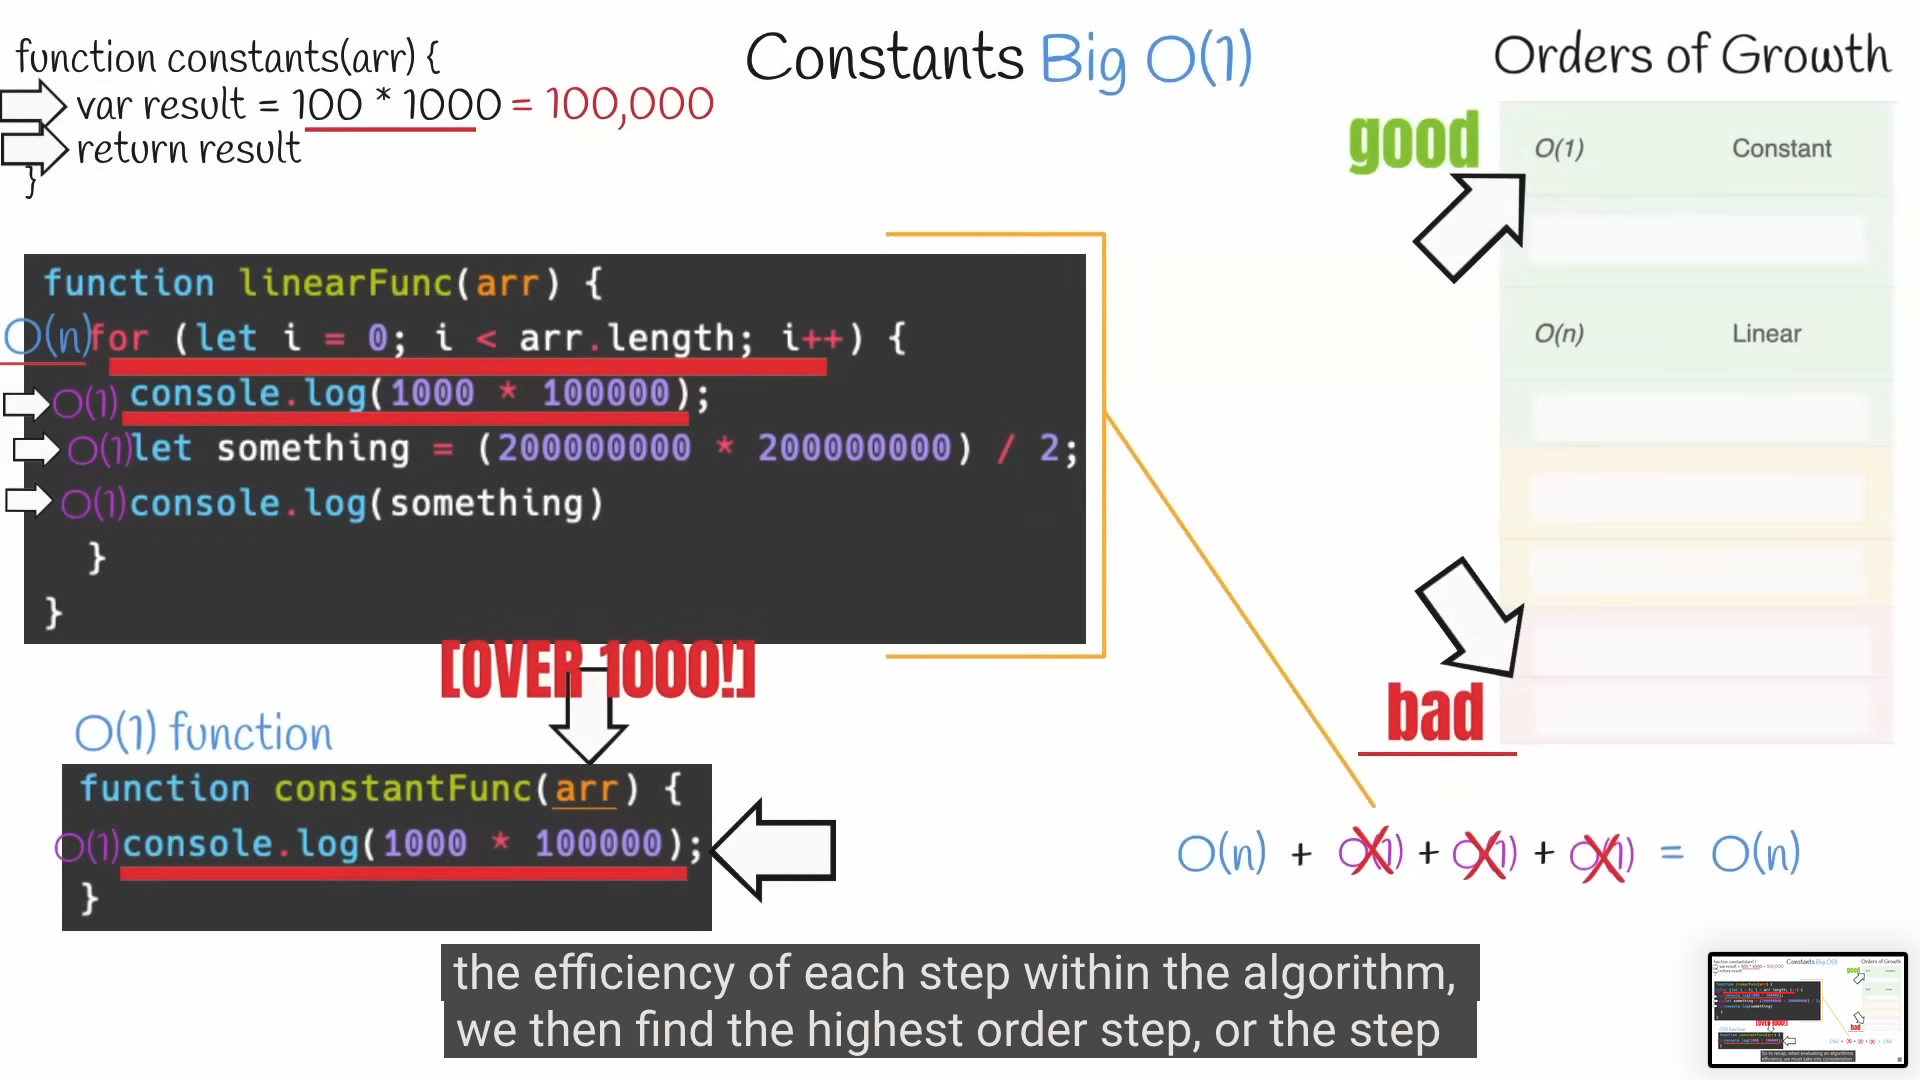 function constants(arr) {
var result = 100 * 1000 = 100,000
return result
}
Constants Big O(1)
Orders of Growth
good
O(1) Constant
O(n) Linear
bad
function linearFunc(arr) {
O(n) for (let i = 0; i < arr.length; i++) {
O(1) console.log(1000 * 100000);
O(1) let something = (200000000 * 200000000) / 2;
O(1) console.log(something)
}
}
[OVER 1000!]
O(1) function
function constantFunc(arr) {
O(1) console.log(1000 * 100000);
}
O(n) + O(1) + O(1) + O(1) = O(n)
the efficiency of each step within the algorithm,
we then find the highest order step, or the step